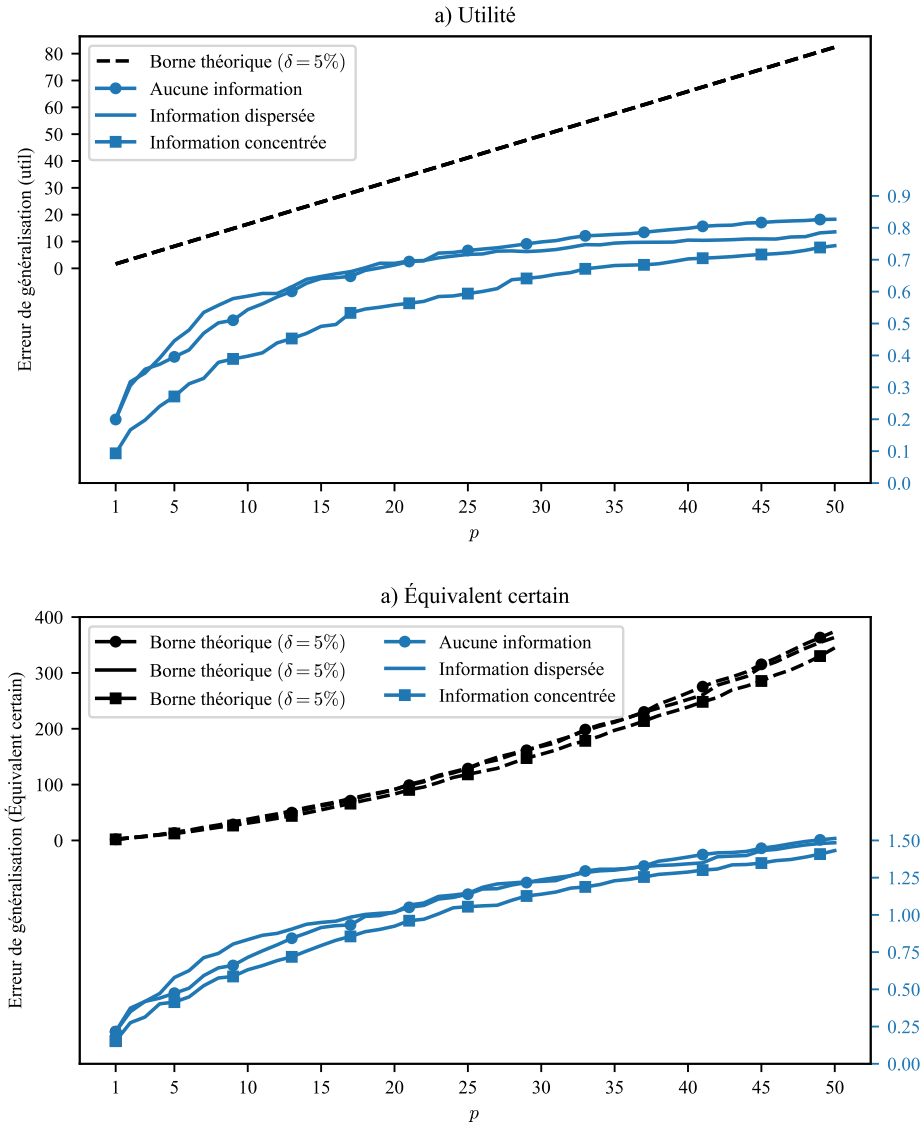 a) Utilité
Erreur de généralisation (util)
80
70
60
50
40
30
20
10
0
Borne théorique (δ = 5%)
Aucune information
Information dispersée
Information concentrée
0.9
0.8
0.7
0.6
0.5
0.4
0.3
0.2
0.1
0.0
1 5 10 15 20 25 30 35 40 45 50
p
a) Équivalent certain
Erreur de généralisation (Équivalent certain)
400
300
200
100
0
Borne théorique (δ = 5%) Aucune information
Borne théorique (δ = 5%) Information dispersée
Borne théorique (δ = 5%) Information concentrée
1.50
1.25
1.00
0.75
0.50
0.25
0.00
1 5 10 15 20 25 30 35 40 45 50
p